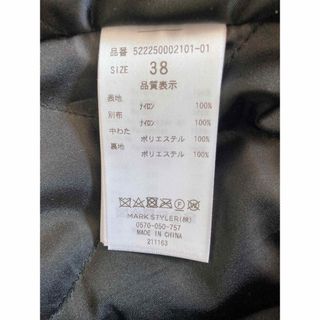 品番 522250002101-01
SIZE 38
品質表示
表地 ナイロン 100%
別布 ナイロン 100%
中わた ポリエステル 100%
裏地 ポリエステル 100%
MARK STYLER(株)
0570-050-757
MADE IN CHINA
211163